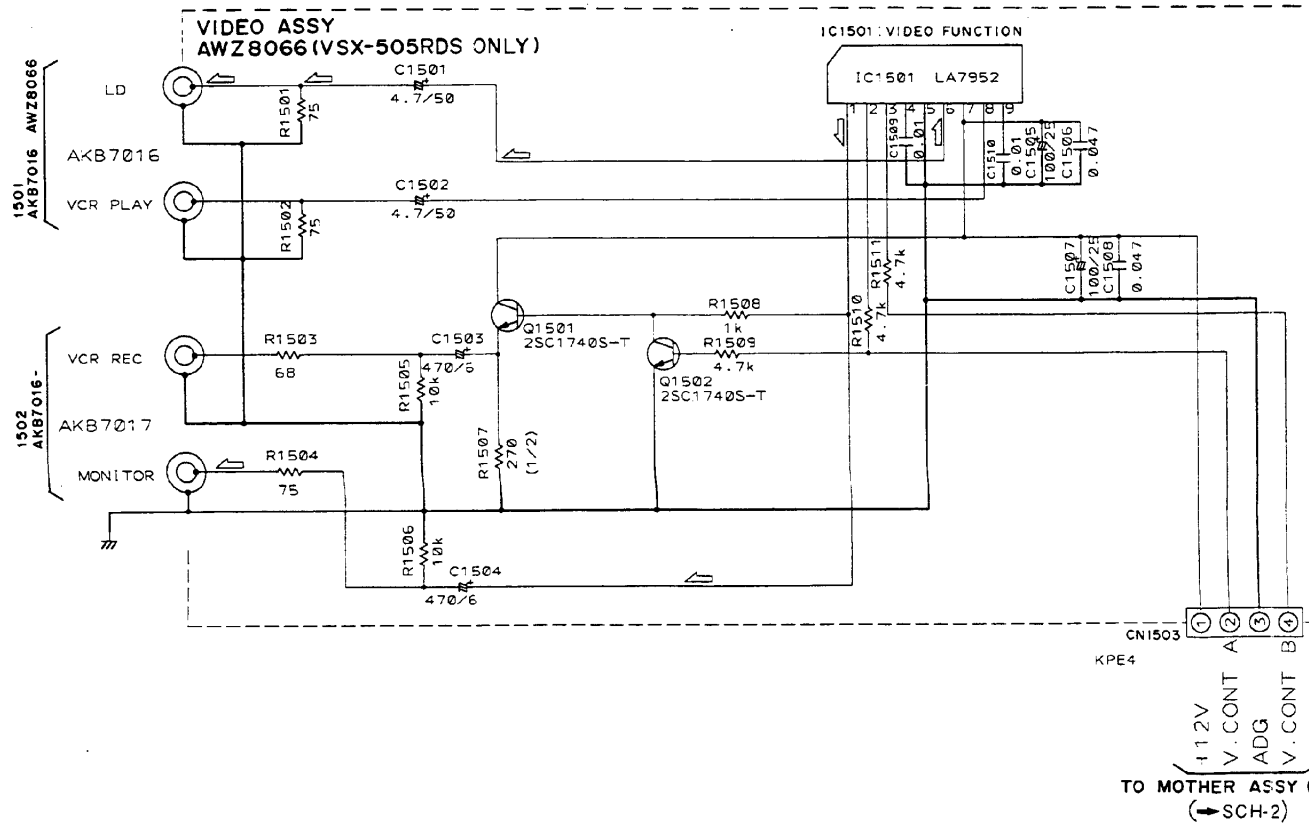 VIDEO ASSY
AWZ8066 (VSX-505RDS ONLY)
IC1501 : VIDEO FUNCTION
IC1501 LA7952
1 2 3 4 5 6 7 8 9
1501
AKB7016 AWZ8066
LD
AKB7016
VCR PLAY
R1501
75
C1501
4.7/50
R1502
75
C1502
4.7/50
C1509
0.01
C1510
0.01
C1505
100/25
C1506
0.047
C1507
100/25
C1508
0.047
R1511
4.7k
R1510
4.7k
R1508
1k
R1509
4.7k
Q1501
2SC1740S-T
Q1502
2SC1740S-T
1502
AKB7016-
VCR REC
AKB7017
MONITOR
R1503
68
C1503
470/6
R1505
10k
R1507
270
(1/2)
R1504
75
R1506
10k
C1504
470/6
CN1503
KPE4
1 2 3 4
+12V
V.CONT A
ADG
V.CONT B
TO MOTHER ASSY (
(➡SCH-2)